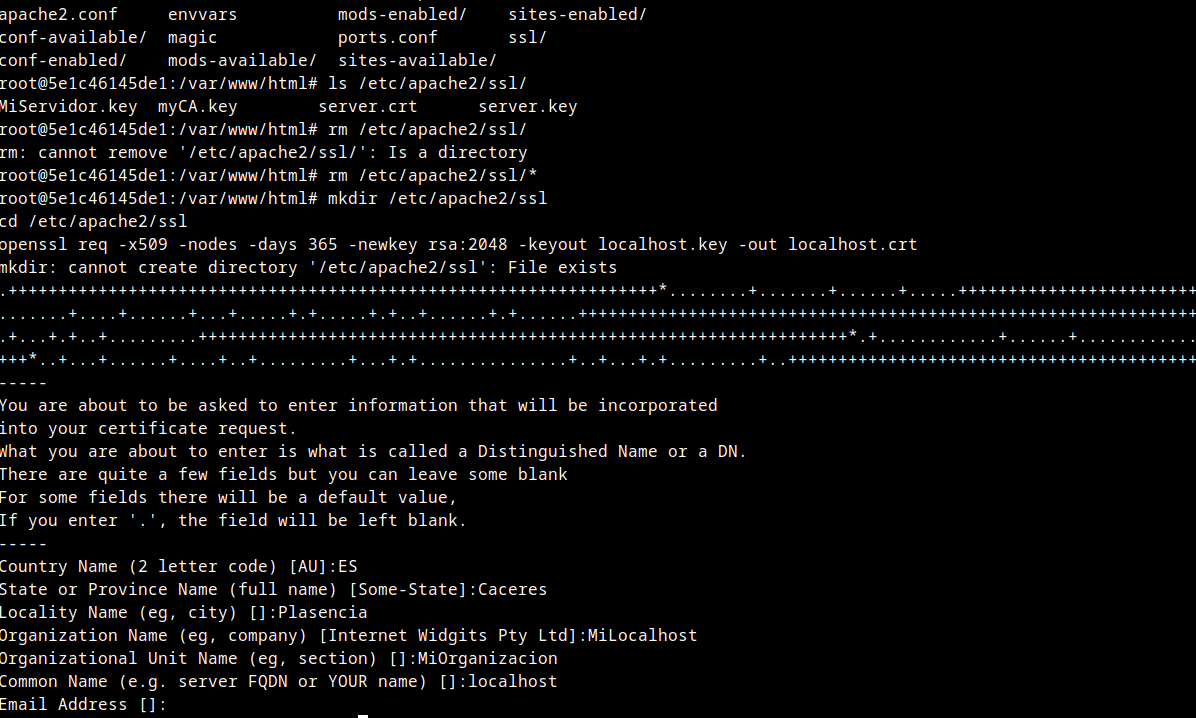 apache2.conf     envvars          mods-enabled/    sites-enabled/
conf-available/  magic            ports.conf       ssl/
conf-enabled/    mods-available/  sites-available/
root@5e1c46145de1:/var/www/html# ls /etc/apache2/ssl/
MiServidor.key  myCA.key        server.crt      server.key
root@5e1c46145de1:/var/www/html# rm /etc/apache2/ssl/
rm: cannot remove '/etc/apache2/ssl/': Is a directory
root@5e1c46145de1:/var/www/html# rm /etc/apache2/ssl/*
root@5e1c46145de1:/var/www/html# mkdir /etc/apache2/ssl
cd /etc/apache2/ssl
openssl req -x509 -nodes -days 365 -newkey rsa:2048 -keyout localhost.key -out localhost.crt
mkdir: cannot create directory '/etc/apache2/ssl': File exists
.+++++++++++++++++++++++++++++++++++++++++++++++++++++++++++++++++*........+.......+......+.....++++++++++++++++++++++++
.......+....+......+...+.....+.+.....+.+..+......+.+......++++++++++++++++++++++++++++++++++++++++++++++++++++++++++++++
.+...+.+..+.........+++++++++++++++++++++++++++++++++++++++++++++++++++++++++++++++++*.+............+......+............
+++*..+...+......+....+..+.........+...+.+...............+..+...+.+.........+..+++++++++++++++++++++++++++++++++++++++++
-----
You are about to be asked to enter information that will be incorporated
into your certificate request.
What you are about to enter is what is called a Distinguished Name or a DN.
There are quite a few fields but you can leave some blank
For some fields there will be a default value,
If you enter '.', the field will be left blank.
-----
Country Name (2 letter code) [AU]:ES
State or Province Name (full name) [Some-State]:Caceres
Locality Name (eg, city) []:Plasencia
Organization Name (eg, company) [Internet Widgits Pty Ltd]:MiLocalhost
Organizational Unit Name (eg, section) []:MiOrganizacion
Common Name (e.g. server FQDN or YOUR name) []:localhost
Email Address []: